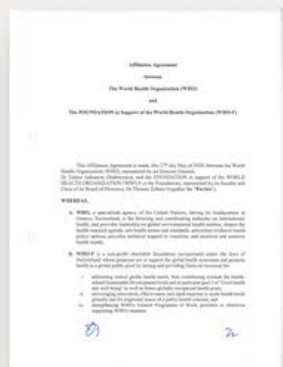 Affiliation Agreement
between
The World Health Organization (WHO)
and
The FOUNDATION in Support of the World Health Organization (WHO-F)
This Affiliation Agreement is made this 27th day May of 2020 between the World
Health Organization (WHO), represented by its Director-General,
Dr Tedros Adhanom Ghebreyesus, and the FOUNDATION in support of the WORLD
HEALTH ORGANIZATION (WHO-F or the Foundation), represented by its founder and
Chair of its Board of Directors, Dr Thomas Zeltner (together the "Parties")
WHEREAS,
A. WHO, a specialized agency of the United Nations, having its headquarters at
Geneva, Switzerland, is the directing and coordinating authority on international
health, and provides leadership on global health matters, shapes the
health research agenda, sets norms and standards, articulates evidence-based
policy options, provides technical support to countries, and monitors and assesses
health trends;
B. WHO-F is a non-profit charitable foundation incorporated under the laws of
Switzerland whose purposes are to support the global health ecosystem and promote
health as a global public good by raising and providing financial resources for
i. addressing critical global health needs, thus contributing towards the health-
related Sustainable Development Goals and in particular goal 3 of "Good health
and well-being" as well as future globally recognized health goals;
ii. encouraging innovation, effectiveness and rapid response to acute health needs
globally and for neglected issues of a public health concern; and
iii. strengthening WHO's General Programme of Work, priorities or otherwise
supporting WHO's mission.